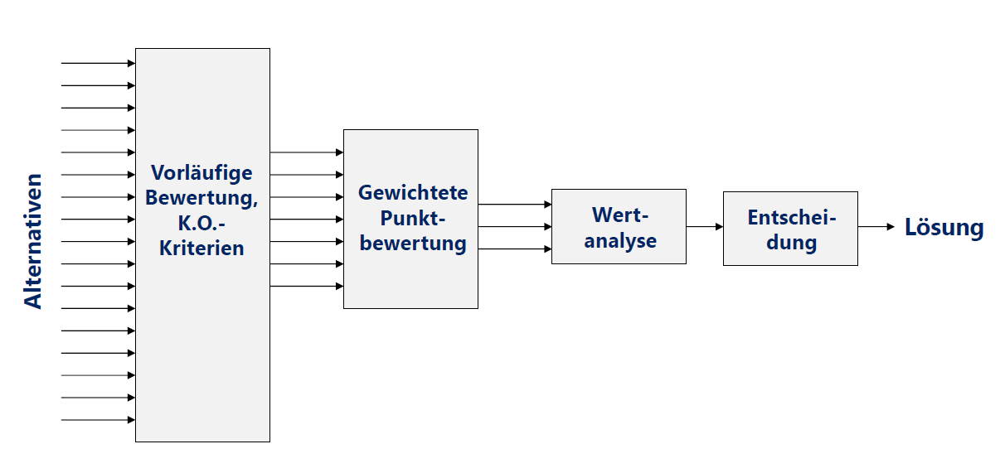 Alternativen
Vorläufige
Bewertung,
K.O.-
Kriterien
Gewichtete
Punkt-
bewertung
Wert-
analyse
Entschei-
dung
Lösung